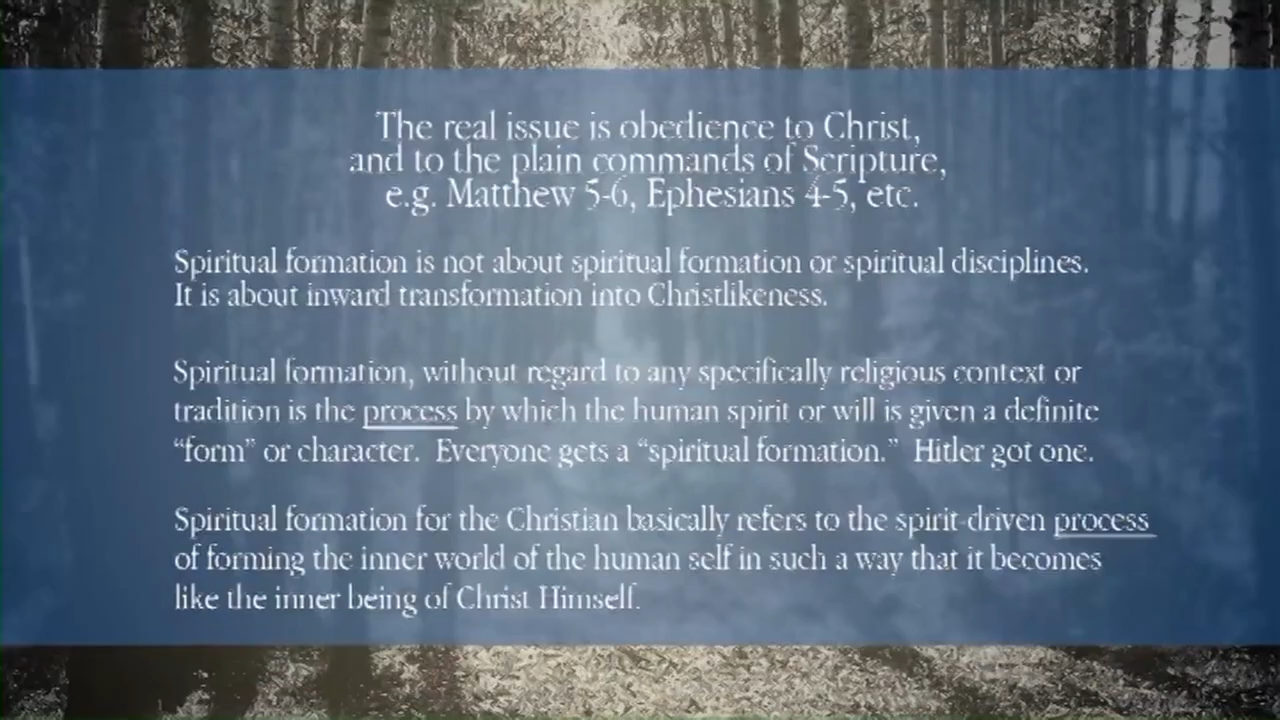 The real issue is obedience to Christ,
and to the plain commands of Scripture,
e.g. Matthew 5-6, Ephesians 4-5, etc.
Spiritual formation is not about spiritual formation or spiritual disciplines.
It is about inward transformation into Christlikeness.
Spiritual formation, without regard to any specifically religious context or
tradition is the process by which the human spirit or will is given a definite
“form” or character. Everyone gets a “spiritual formation.” Hitler got one.
Spiritual formation for the Christian basically refers to the spirit-driven process
of forming the inner world of the human self in such a way that it becomes
like the inner being of Christ Himself.